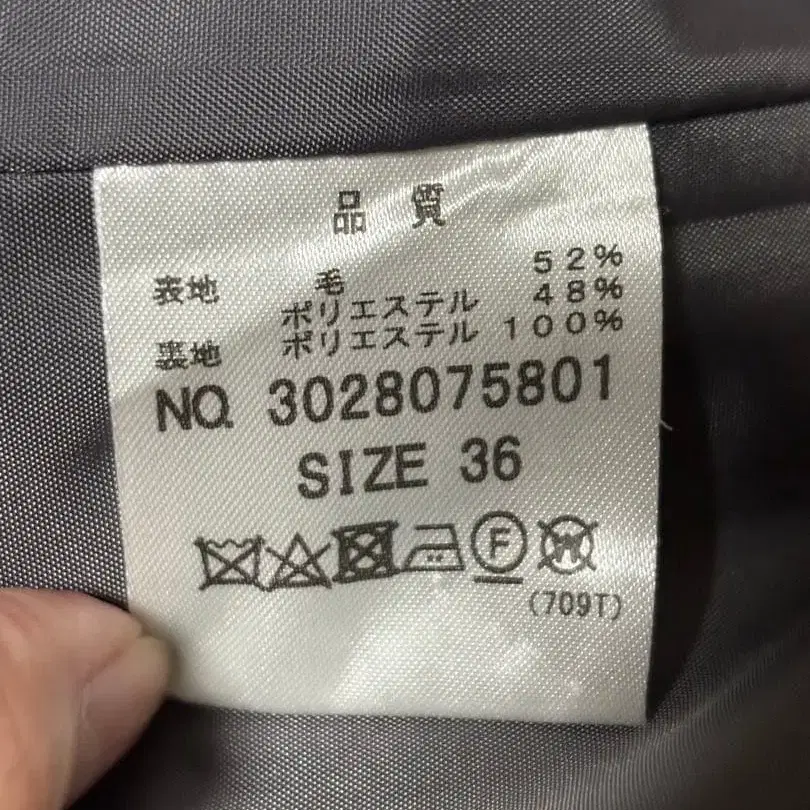 品 質
表地 毛 52%
ポリエステル 48%
裏地 ポリエステル 100%
NO. 3028075801
SIZE 36
F W
(709T)